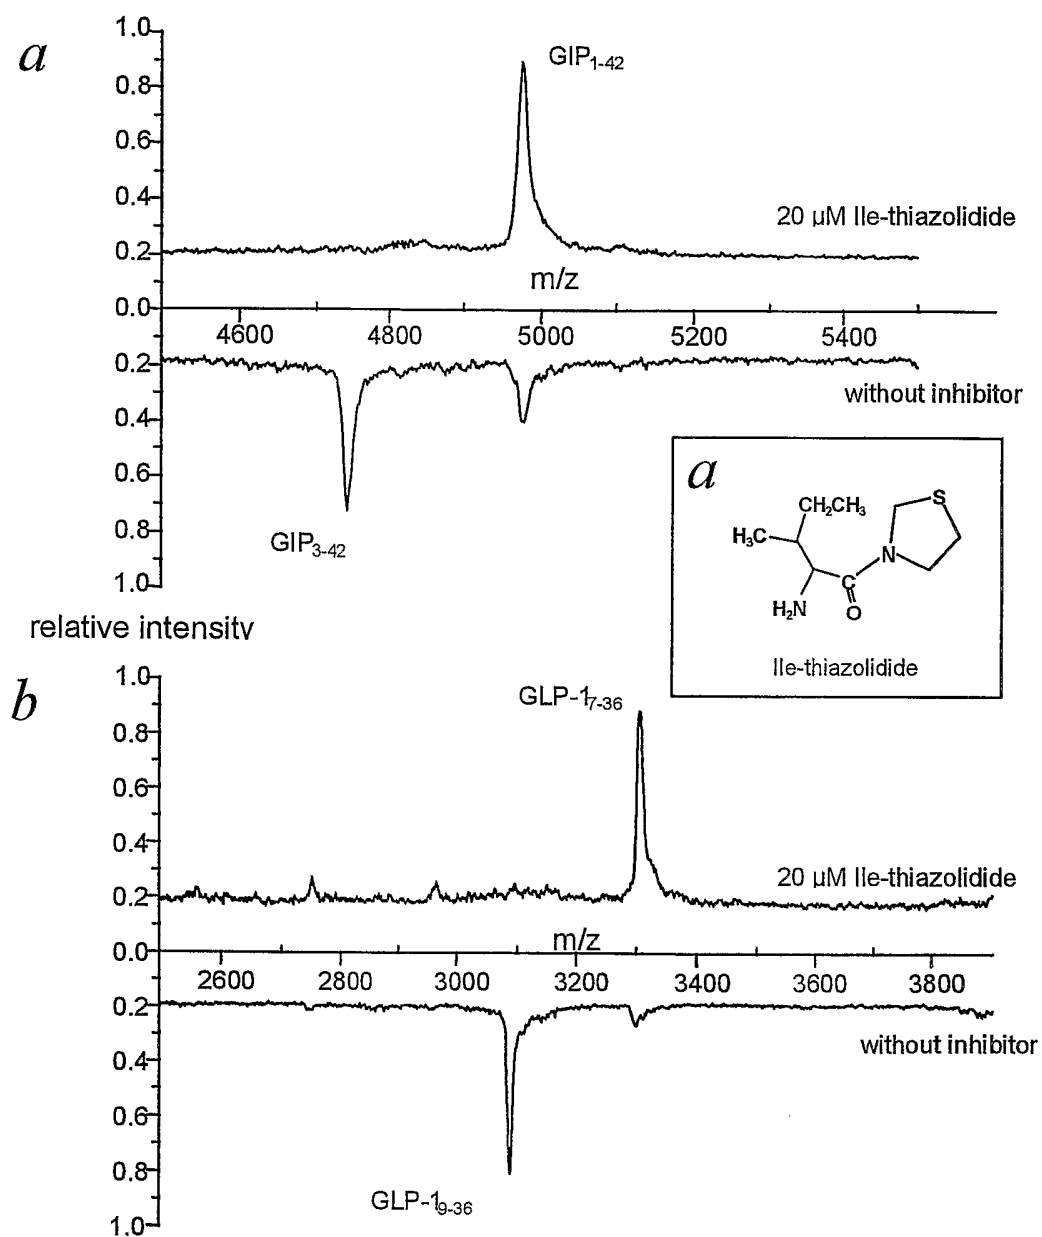 a
1.0
GIP1-42
0.8
0.6
0.4
20 µM Ile-thiazolidide
0.2
m/z
0.0
4600 4800 5000 5200 5400
0.2
without inhibitor
0.4
0.6
0.8
GIP3-42
1.0
a
S
CH2CH3
H3C
N
C
H2N
O
Ile-thiazolidide
relative intensity
b
1.0
GLP-17-36
0.8
0.6
0.4
20 µM Ile-thiazolidide
0.2
m/z
0.0
2600 2800 3000 3200 3400 3600 3800
0.2
without inhibitor
0.4
0.6
0.8
GLP-19-36
1.0